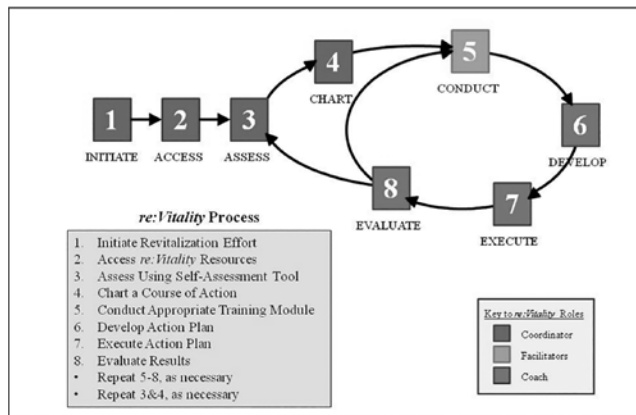 4
5
CHART
CONDUCT
1
2
3
6
INITIATE
ACCESS
ASSESS
DEVELOP
8
7
EVALUATE
EXECUTE
re:Vitality Process
1. Initiate Revitalization Effort
2. Access re:Vitality Resources
3. Assess Using Self-Assessment Tool
4. Chart a Course of Action
5. Conduct Appropriate Training Module
6. Develop Action Plan
7. Execute Action Plan
8. Evaluate Results
• Repeat 5-8, as necessary
• Repeat 3&4, as necessary
Key to re:Vitality Roles
Coordinator
Facilitators
Coach